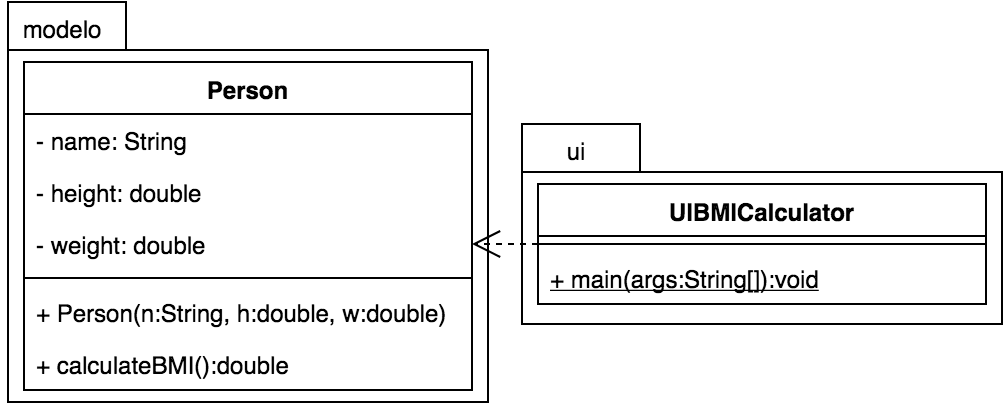 modelo
Person
- name: String
- height: double
- weight: double
+ Person(n:String, h:double, w:double)
+ calculateBMI():double
ui
UIBMICalculator
+ main(args:String[]):void